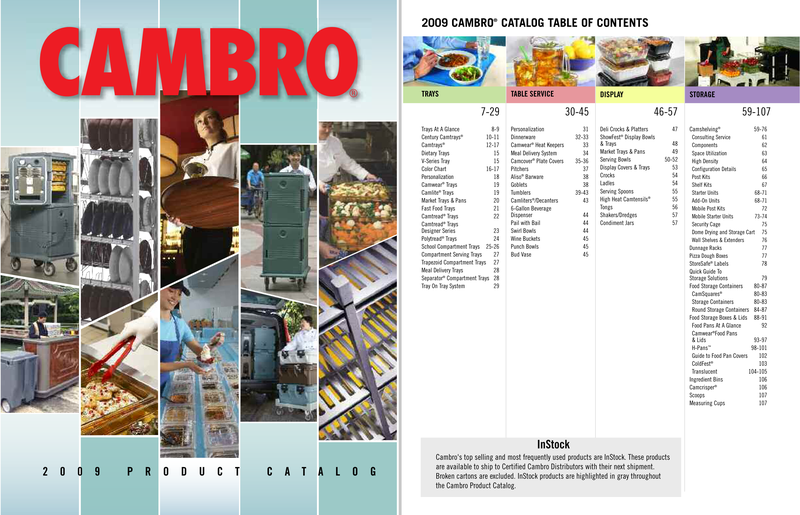 CAMBRO®
2009 PRODUCT CATALOG
2009 CAMBRO® CATALOG TABLE OF CONTENTS
TRAYS
7-29
Trays At A Glance 8-9
Century Camtrays® 10-11
Camtrays® 12-17
Dietary Trays 15
V-Series Tray 15
Color Chart 16-17
Personalization 18
Camwear® Trays 19
Camlite® Trays 19
Market Trays & Pans 20
Fast Food Trays 21
Camtread® Trays 22
Camtread® Trays
Designer Series 23
Polytread® Trays 24
School Compartment Trays 25-26
Compartment Serving Trays 27
Trapezoid Compartment Trays 27
Meal Delivery Trays 28
Separator® Compartment Trays 28
Tray On Tray System 29
TABLE SERVICE
30-45
Personalization 31
Dinnerware 32-33
Camwear® Heat Keepers 33
Meal Delivery System 34
Camcover® Plate Covers 35-36
Pitchers 37
Aliso® Barware 38
Goblets 38
Tumblers 39-43
Camliters®/Decanters 43
6-Gallon Beverage
Dispenser 44
Pail with Bail 44
Swirl Bowls 44
Wine Buckets 45
Punch Bowls 45
Bud Vase 45
DISPLAY
46-57
Deli Crocks & Platters 47
ShowFest® Display Bowls
& Trays 48
Market Trays & Pans 49
Serving Bowls 50-52
Display Covers & Trays 53
Crocks 54
Ladles 54
Serving Spoons 55
High Heat Camtensils® 55
Tongs 56
Shakers/Dredges 57
Condiment Jars 57
STORAGE
59-107
Camshelving® 59-76
Consulting Service 61
Components 62
Space Utilization 63
High Density 64
Configuration Details 65
Post Kits 66
Shelf Kits 67
Starter Units 68-71
Add-On Units 68-71
Mobile Post Kits 72
Mobile Starter Units 73-74
Security Cage 75
Dome Drying and Storage Cart 75
Wall Shelves & Extenders 76
Dunnage Racks 77
Pizza Dough Boxes 77
StoreSafe® Labels 78
Quick Guide To
Storage Solutions 79
Food Storage Containers 80-87
CamSquares® 80-83
Storage Containers 80-83
Round Storage Containers 84-87
Food Storage Boxes & Lids 88-91
Food Pans At A Glance 92
Camwear®Food Pans
& Lids 93-97
H-Pans™ 98-101
Guide to Food Pan Covers 102
ColdFest® 103
Translucent 104-105
Ingredient Bins 106
Camcrisper® 106
Scoops 107
Measuring Cups 107
InStock
Cambro's top selling and most frequently used products are InStock. These products
are available to ship to Certified Cambro Distributors with their next shipment.
Broken cartons are excluded. InStock products are highlighted in gray throughout
the Cambro Product Catalog.